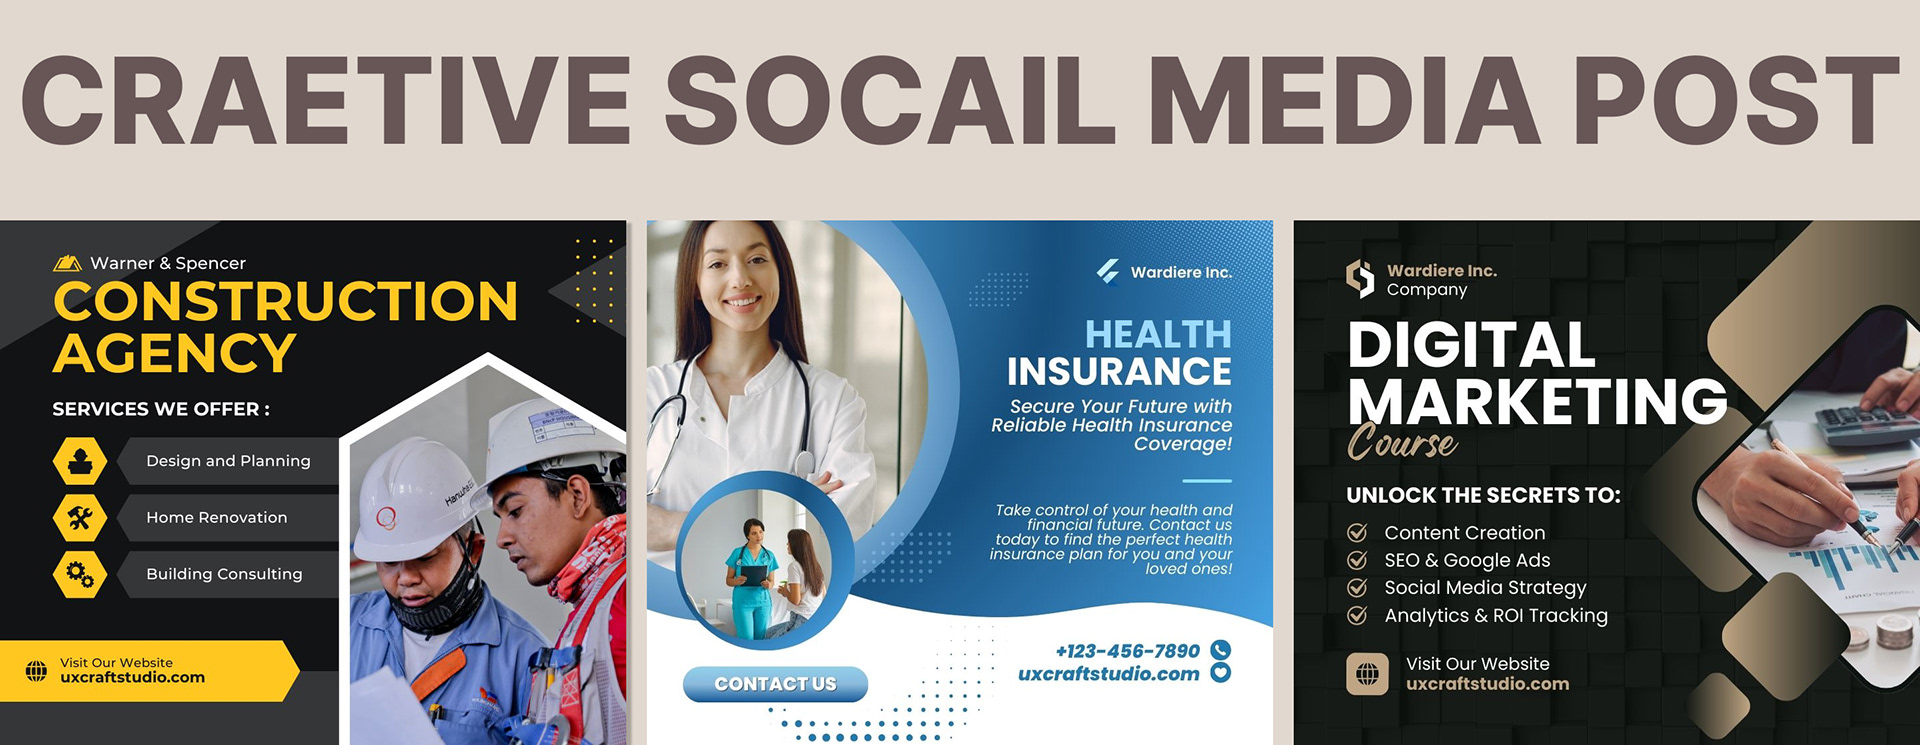 CRAETIVE SOCAIL MEDIA POST
Warner & Spencer
CONSTRUCTION
AGENCY
SERVICES WE OFFER :
Design and Planning
Home Renovation
Building Consulting
Visit Our Website
uxcraftstudio.com
Wardiere Inc.
HEALTH
INSURANCE
Secure Your Future with
Reliable Health Insurance
Coverage!
Take control of your health and
financial future. Contact us
today to find the perfect health
insurance plan for you and your
loved ones!
+123-456-7890
uxcraftstudio.com
CONTACT US
Wardiere Inc.
Company
DIGITAL
MARKETING
Course
UNLOCK THE SECRETS TO:
Content Creation
SEO & Google Ads
Social Media Strategy
Analytics & ROI Tracking
Visit Our Website
uxcraftstudio.com